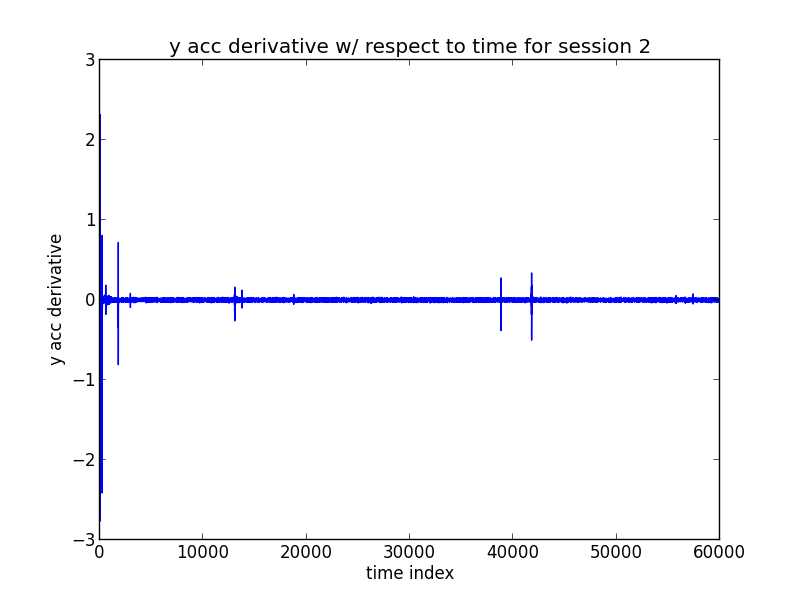 y acc derivative w/ respect to time for session 2
3
2
1
0
−1
−2
−3
y acc derivative
0 10000 20000 30000 40000 50000 60000
time index